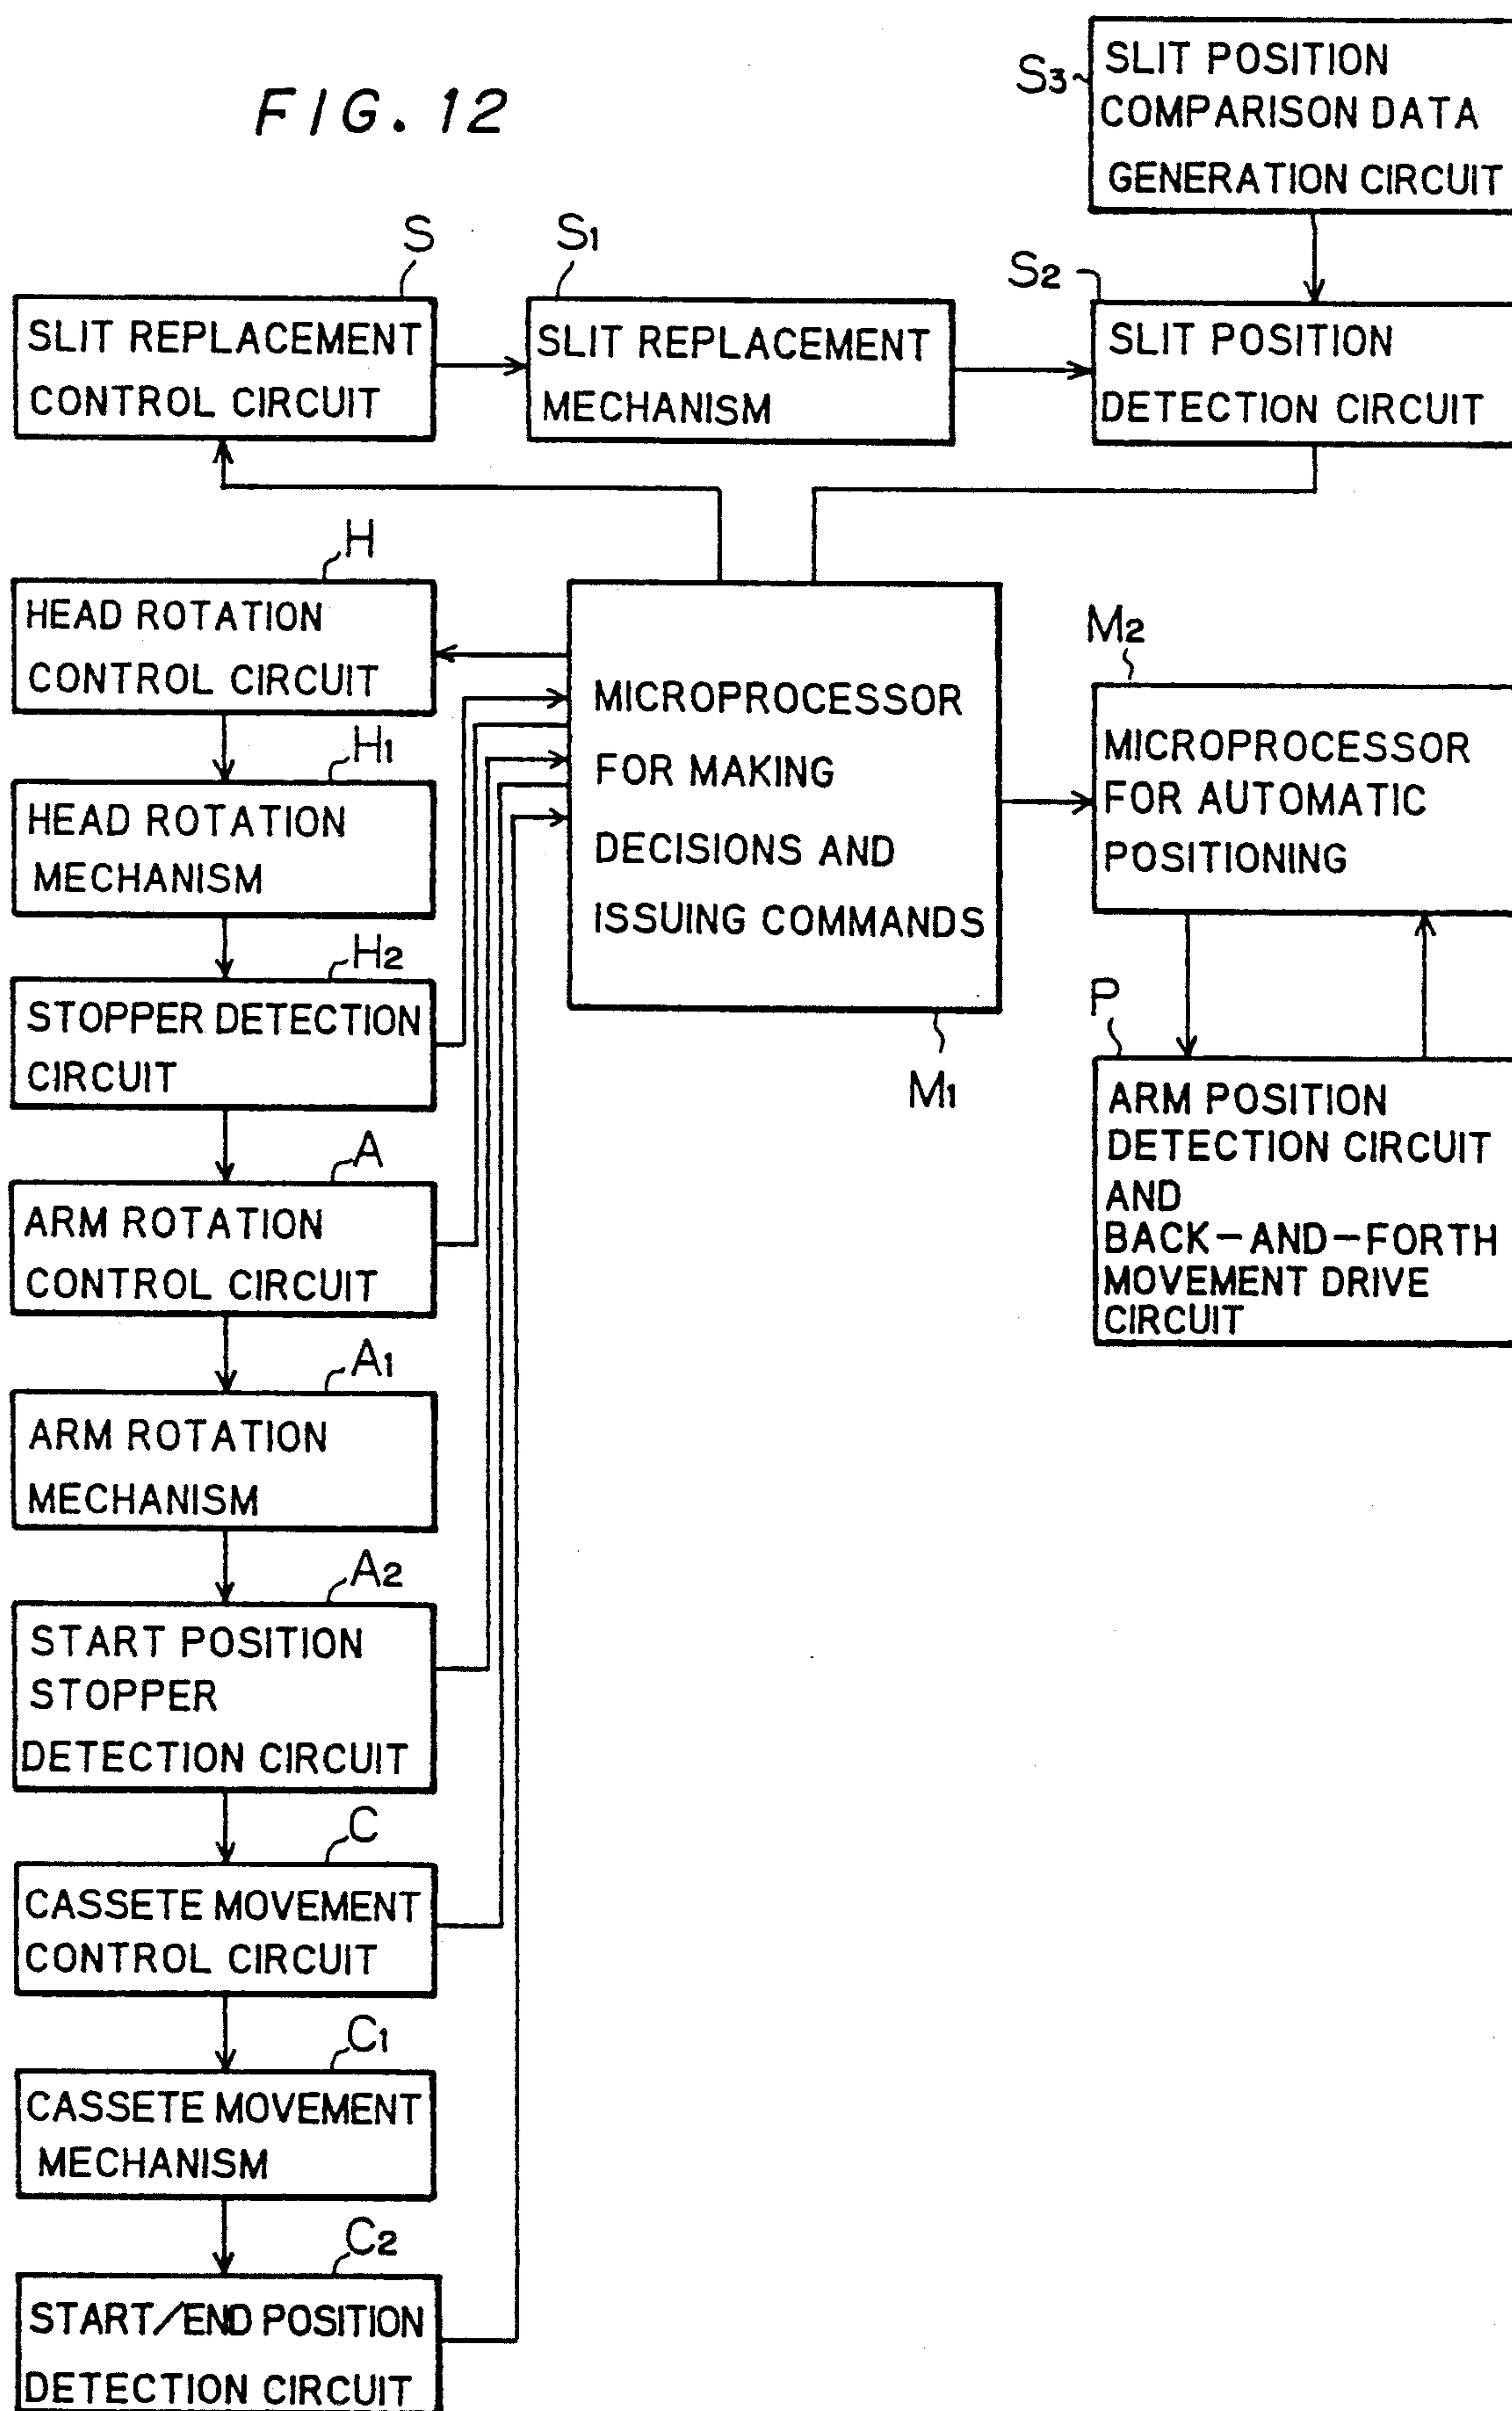 FIG. 12
S3
SLIT POSITION
COMPARISON DATA
GENERATION CIRCUIT
S
SLIT REPLACEMENT
CONTROL CIRCUIT
S1
SLIT REPLACEMENT
MECHANISM
S2
SLIT POSITION
DETECTION CIRCUIT
H
HEAD ROTATION
CONTROL CIRCUIT
H1
HEAD ROTATION
MECHANISM
H2
STOPPER DETECTION
CIRCUIT
A
ARM ROTATION
CONTROL CIRCUIT
A1
ARM ROTATION
MECHANISM
A2
START POSITION
STOPPER
DETECTION CIRCUIT
C
CASSETE MOVEMENT
CONTROL CIRCUIT
C1
CASSETE MOVEMENT
MECHANISM
C2
START/END POSITION
DETECTION CIRCUIT
MICROPROCESSOR
FOR MAKING
DECISIONS AND
ISSUING COMMANDS
M1
M2
MICROPROCESSOR
FOR AUTOMATIC
POSITIONING
P
ARM POSITION
DETECTION CIRCUIT
AND
BACK-AND-FORTH
MOVEMENT DRIVE
CIRCUIT